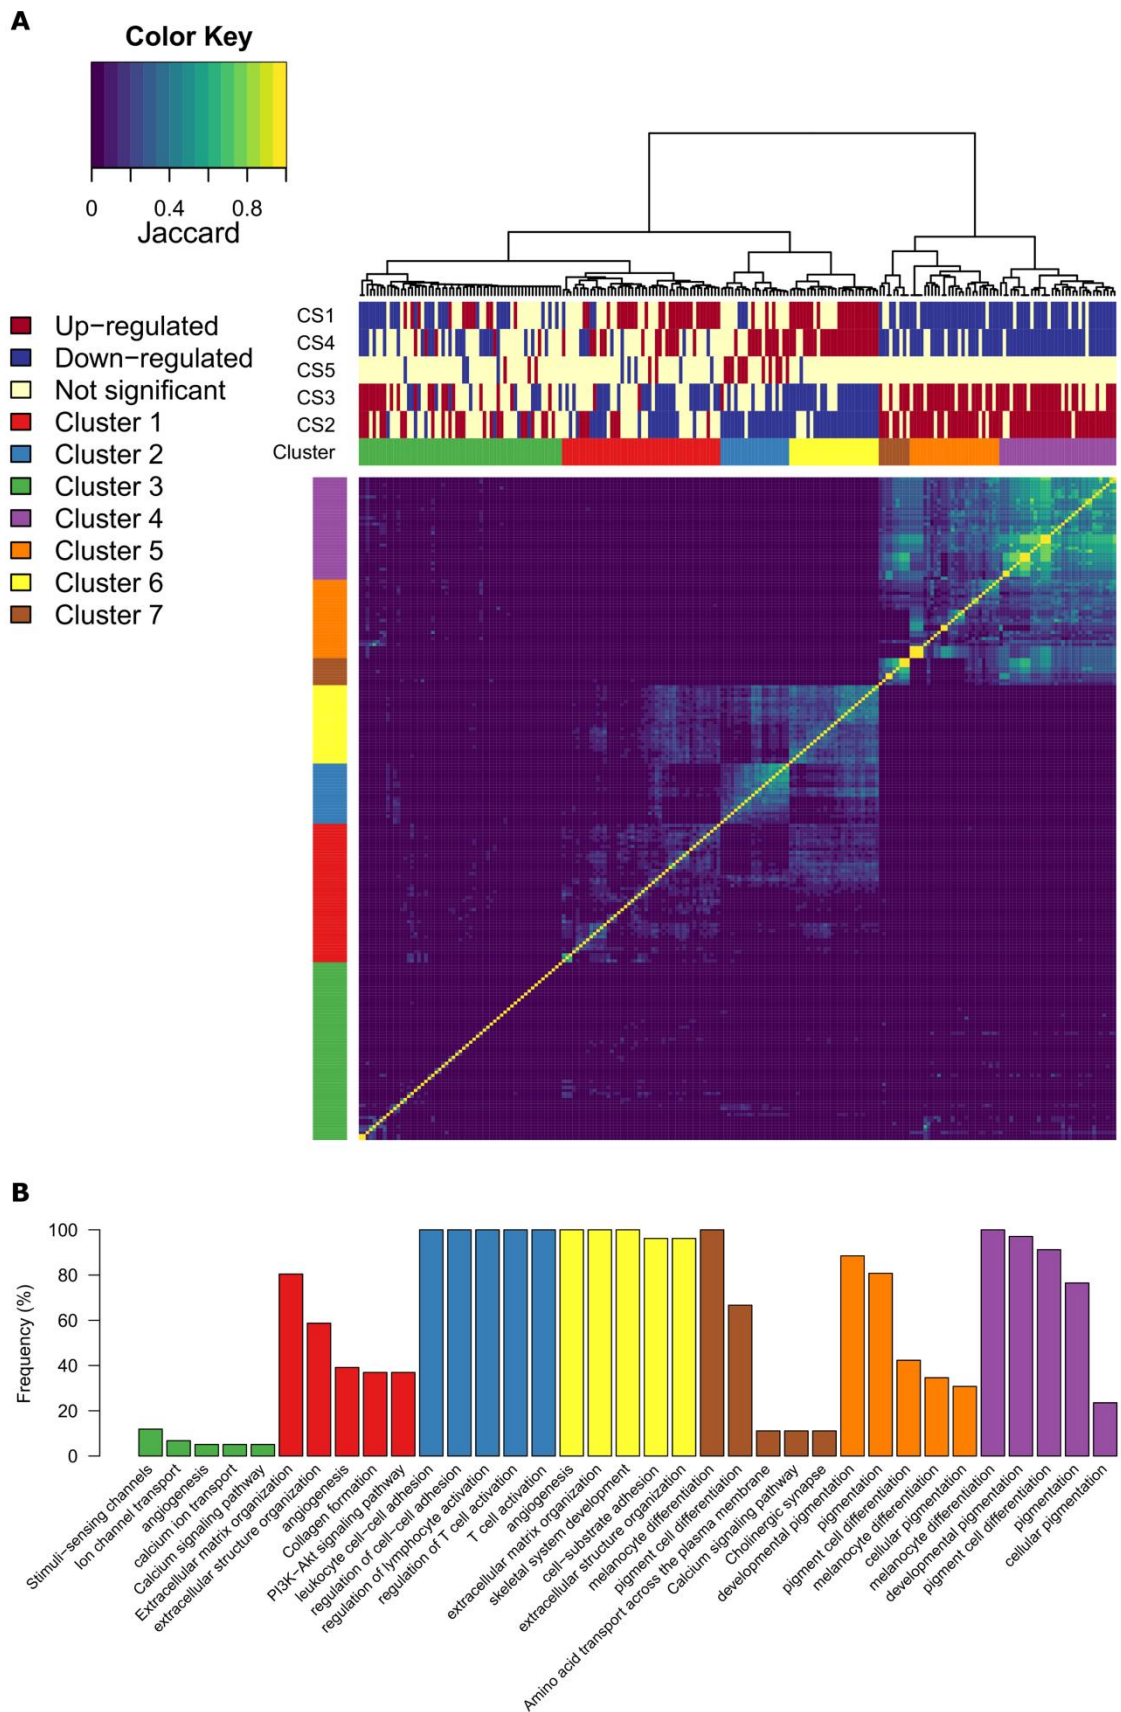 A
Color Key
0 0.4 0.8
Jaccard
Up−regulated
Down−regulated
Not significant
Cluster 1
Cluster 2
Cluster 3
Cluster 4
Cluster 5
Cluster 6
Cluster 7
CS1
CS4
CS5
CS3
CS2
Cluster
B
Frequency (%)
100
80
60
40
20
0
Stimuli−sensing channels
Ion channel transport
angiogenesis
calcium ion transport
Calcium signaling pathway
Extracellular matrix organization
extracellular structure organization
angiogenesis
Collagen formation
PI3K−Akt signaling pathway
leukocyte cell−cell adhesion
regulation of cell−cell adhesion
regulation of lymphocyte activation
regulation of T cell activation
T cell activation
angiogenesis
extracellular matrix organization
skeletal system development
cell−substrate adhesion
extracellular structure organization
melanocyte differentiation
pigment cell differentiation
Amino acid transport across the plasma membrane
Calcium signaling pathway
Cholinergic synapse
developmental pigmentation
pigmentation
pigment cell differentiation
melanocyte differentiation
cellular pigmentation
melanocyte differentiation
developmental pigmentation
pigment cell differentiation
pigmentation
cellular pigmentation